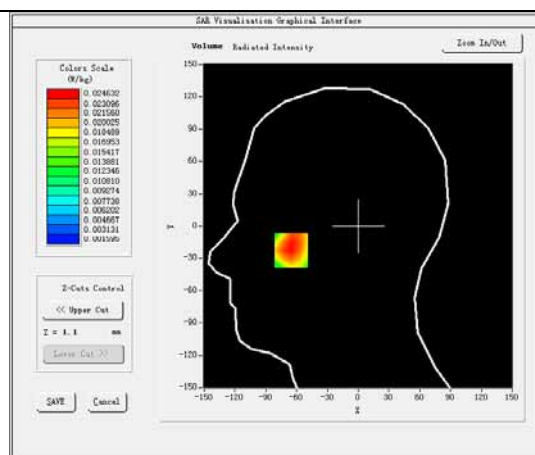 SAR Visualisation Graphical Interface
Volume Radiated Intensity
Zoom In/Out
Colors Scale
(W/kg)
0.024632
0.023096
0.021560
0.020025
0.018489
0.016953
0.015417
0.013881
0.012346
0.010810
0.009274
0.007738
0.006202
0.004667
0.003131
0.001595
Z-Cuts Control
<< Upper Cut
Z = 1.1 mm
Lower Cut >>
SAVE
Cancel
150
120
90
60
30
0
-30
-60
-90
-120
-150
Y
-150 -120 -90 -60 -30 0 30 60 90 120 150
X